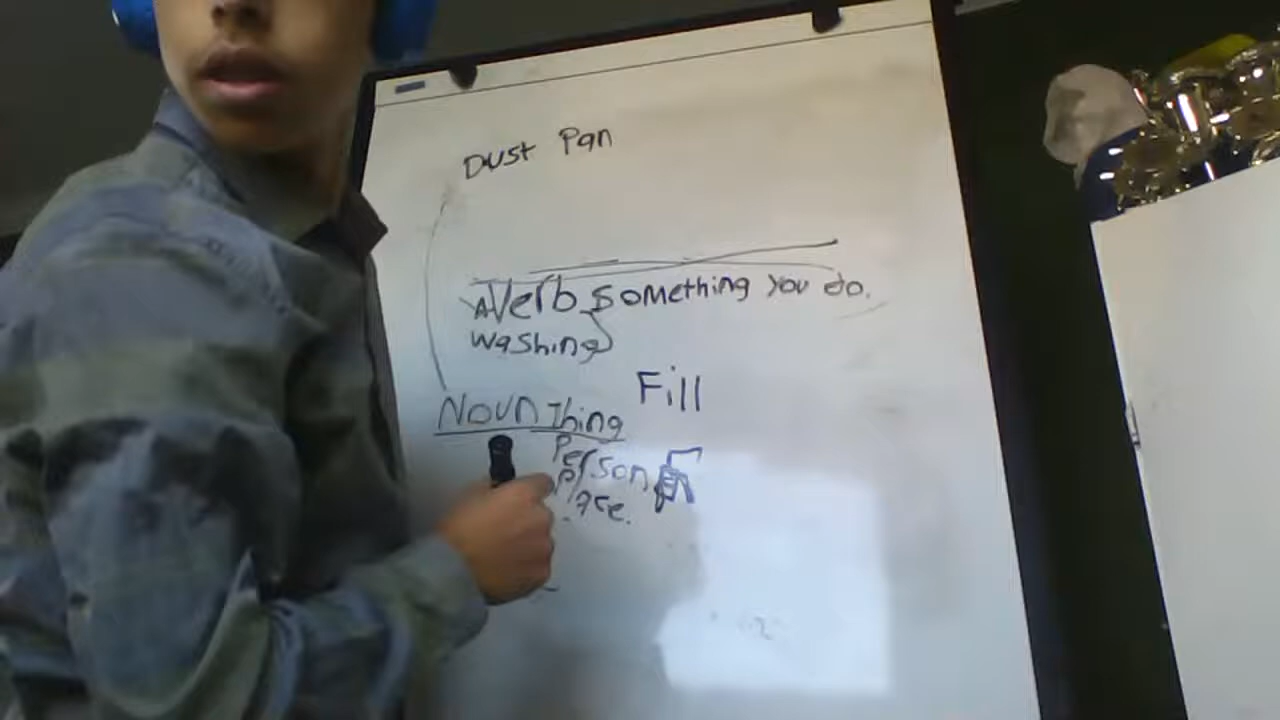 Dust Pan
A Verb something you do.
washing
Fill
Noun Thing
Person
Place.